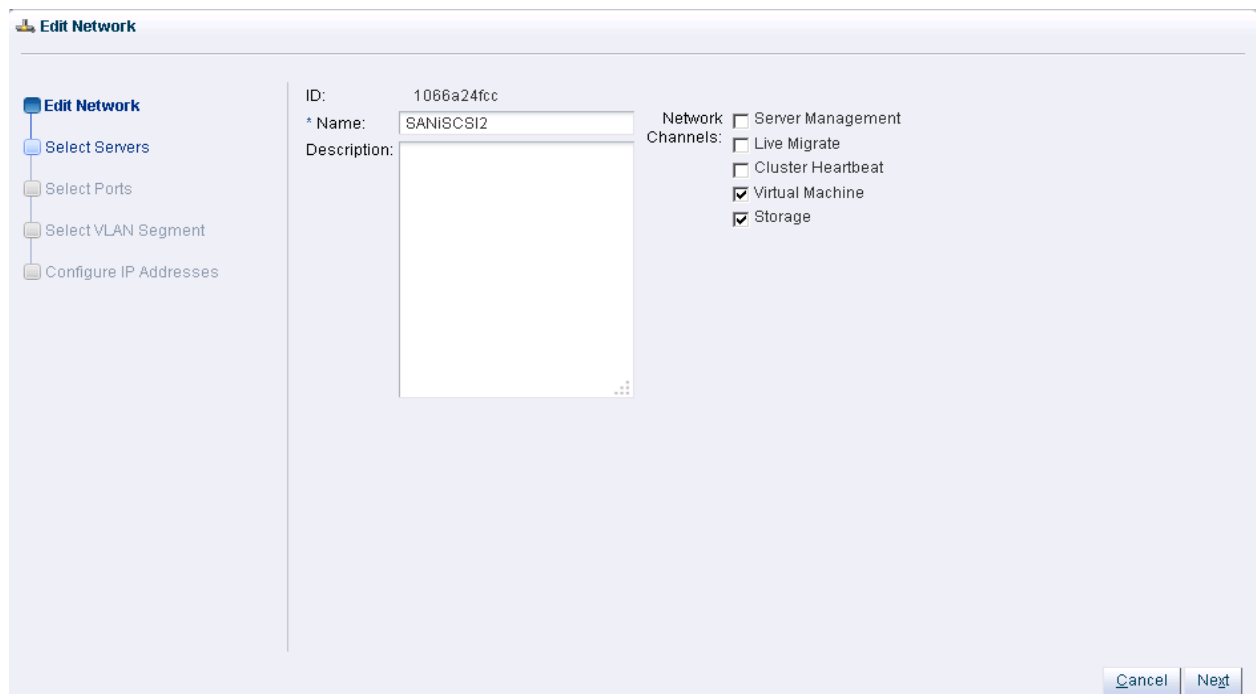 Edit Network
Edit Network
Select Servers
Select Ports
Select VLAN Segment
Configure IP Addresses
ID: 1066a24fcc
* Name: SANiSCSI2
Description:
Network Channels:
Server Management
Live Migrate
Cluster Heartbeat
Virtual Machine
Storage
Cancel Next